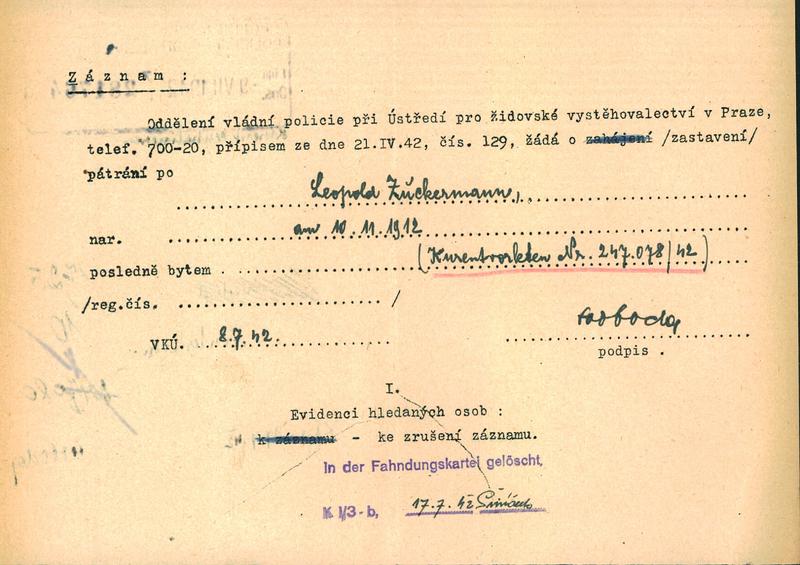 Záznam :
Oddělení vládní policie při Ústředí pro židovské vystěhovalectví v Praze,
telef. 700-20, přípisem ze dne 21.IV.42, čís. 129, žádá o zahájení /zastavení/
pátrání po
Leopold Zuckermann,
nar. am 10.11.1912
posledně bytem (Kurentvorleten Nr. 247.078/42.)
/reg.čís. /
VKÚ. 8.7.42. svoboda
podpis .
I.
Evidenci hledaných osob :
k záznamu - ke zrušení záznamu.
In der Fahndungskartei gelöscht,
K I/3-b, 17.7.42